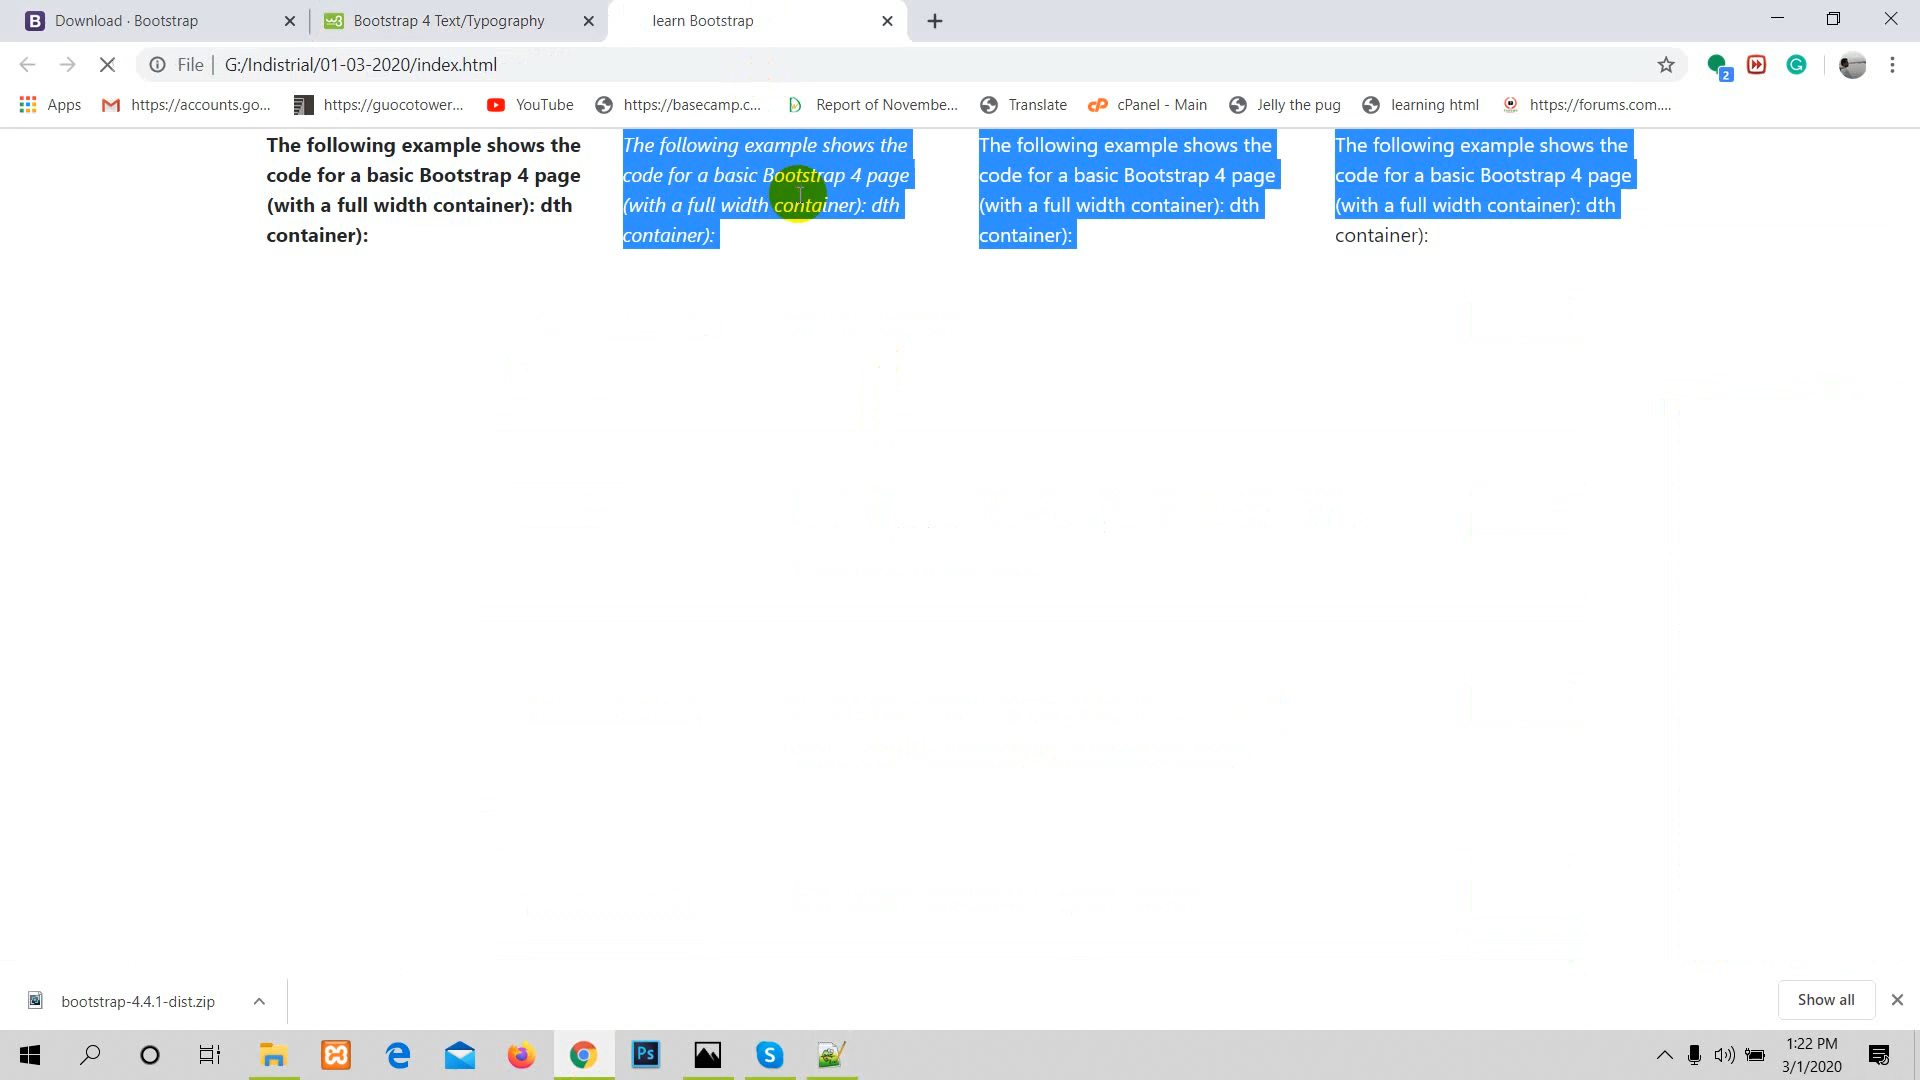 Download · Bootstrap
Bootstrap 4 Text/Typography
learn Bootstrap
File
G:/Indistrial/01-03-2020/index.html
2
Apps
https://accounts.go...
https://guocotower...
YouTube
https://basecamp.c...
Report of Novembe...
Translate
cPanel - Main
Jelly the pug
learning html
https://forums.com....
The following example shows the
code for a basic Bootstrap 4 page
(with a full width container): dth
container):
The following example shows the
code for a basic Bootstrap 4 page
(with a full width container): dth
container):
The following example shows the
code for a basic Bootstrap 4 page
(with a full width container): dth
container):
The following example shows the
code for a basic Bootstrap 4 page
(with a full width container): dth
container):
bootstrap-4.4.1-dist.zip
Show all
1:22 PM
3/1/2020